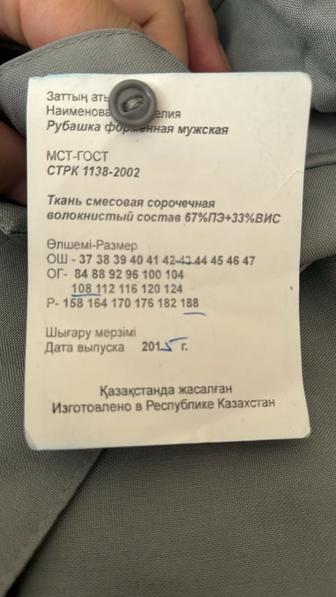 Заттың аты
Наименова елия
Рубашка форменная мужская
МСТ-ГОСТ
СТРК 1138-2002
Ткань смесовая сорочечная
волокнистый состав 67%ПЭ+33%ВИС
Өлшемі-Размер
ОШ - 37 38 39 40 41 42 43 44 45 46 47
ОГ- 84 88 92 96 100 104
108 112 116 120 124
Р- 158 164 170 176 182 188
Шығару мерзімі
Дата выпуска 2015 г.
Қазақстанда жасалған
Изготовлено в Республике Казахстан